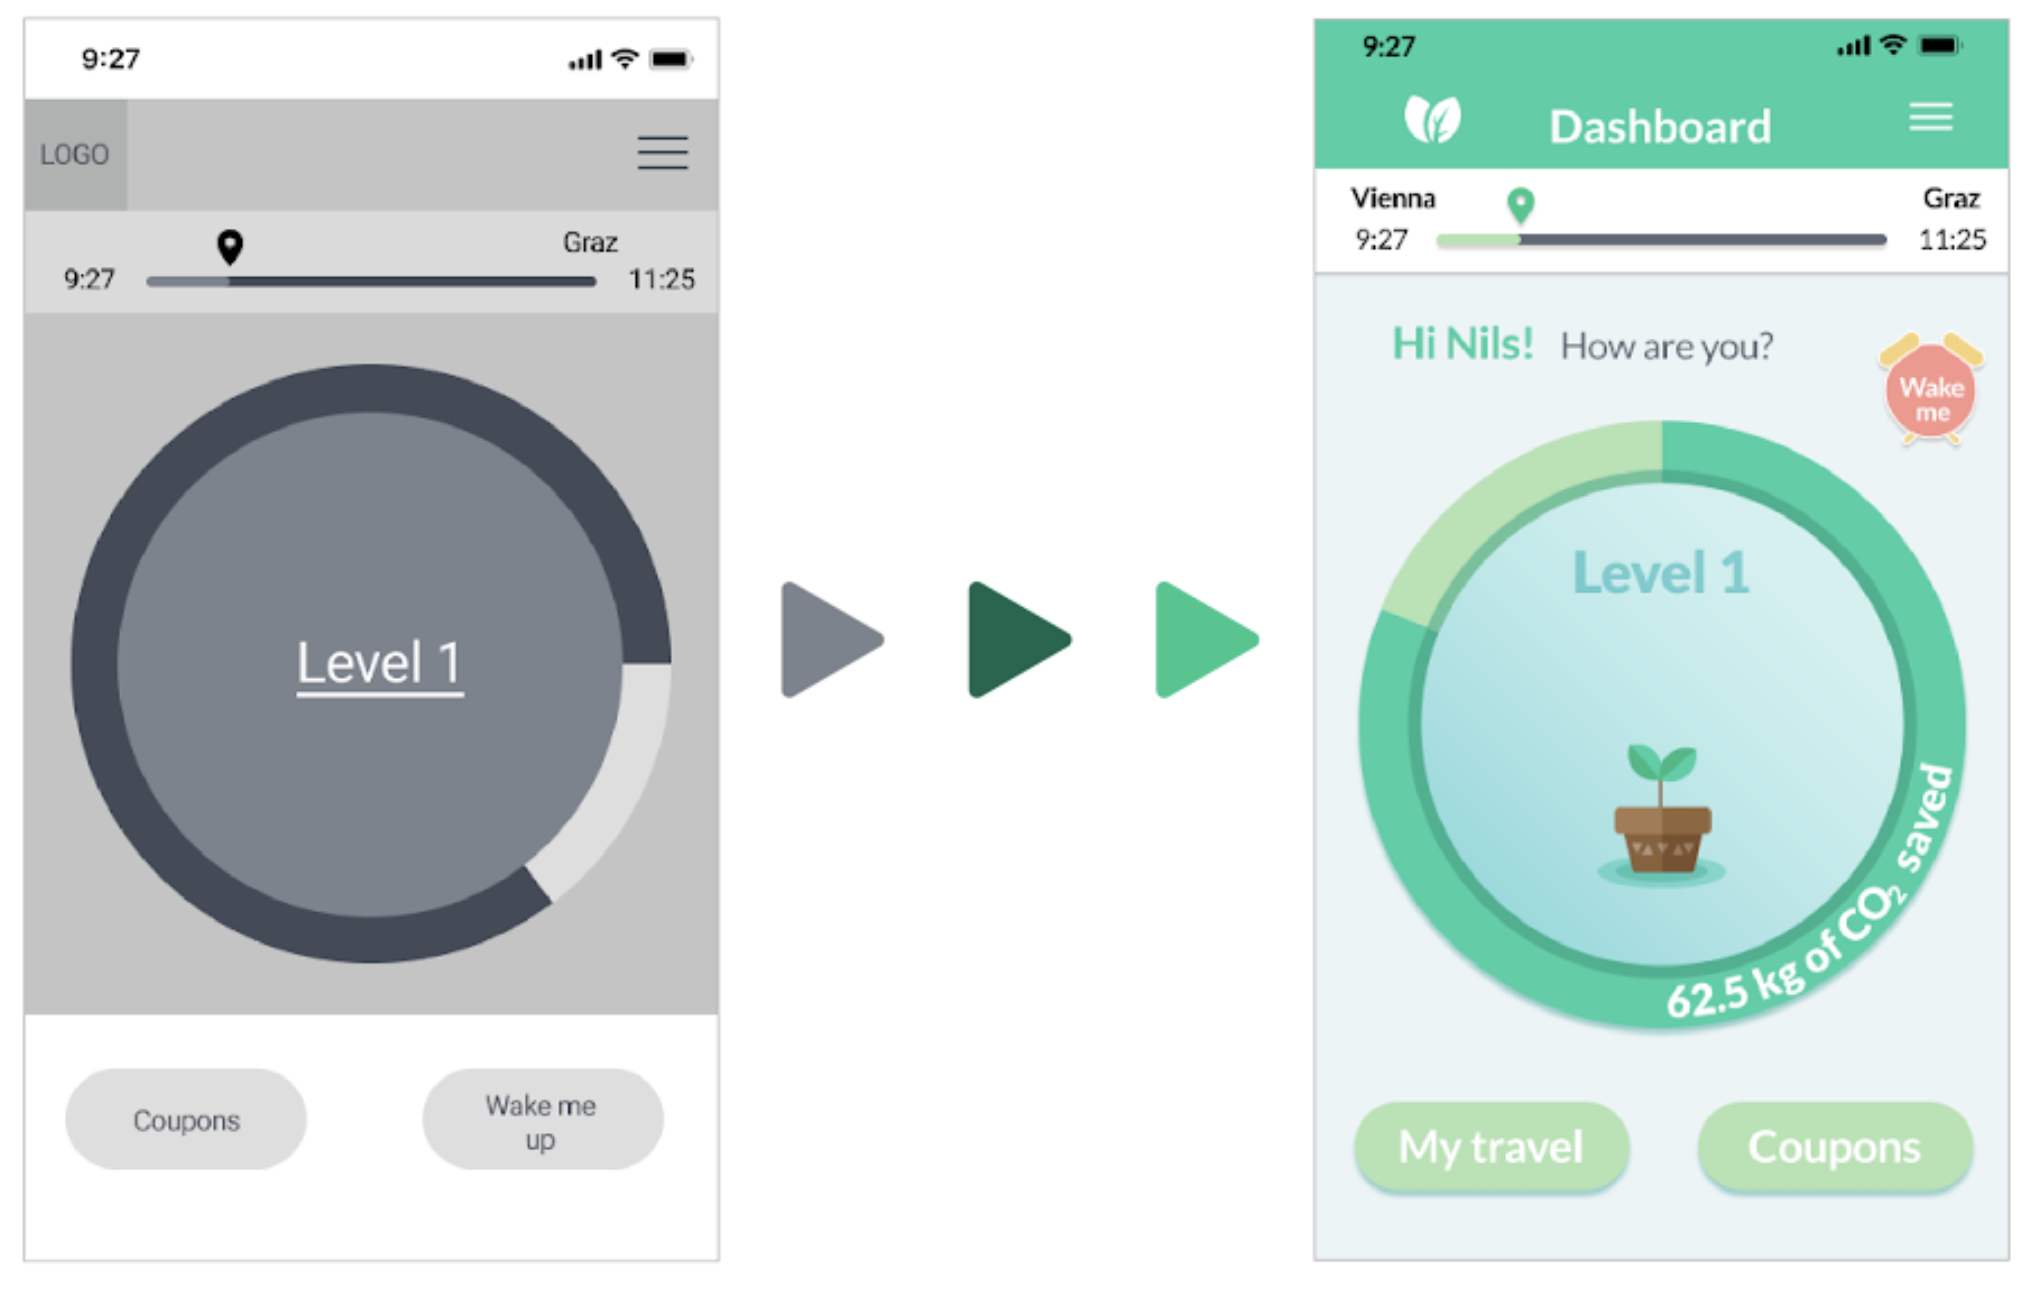 9:27
LOGO
Graz
9:27
11:25
Level 1
Coupons
Wake me
up
9:27
Dashboard
Vienna
Graz
9:27
11:25
Hi Nils! How are you?
Wake
me
Level 1
62.5 kg of CO₂ saved
My travel
Coupons